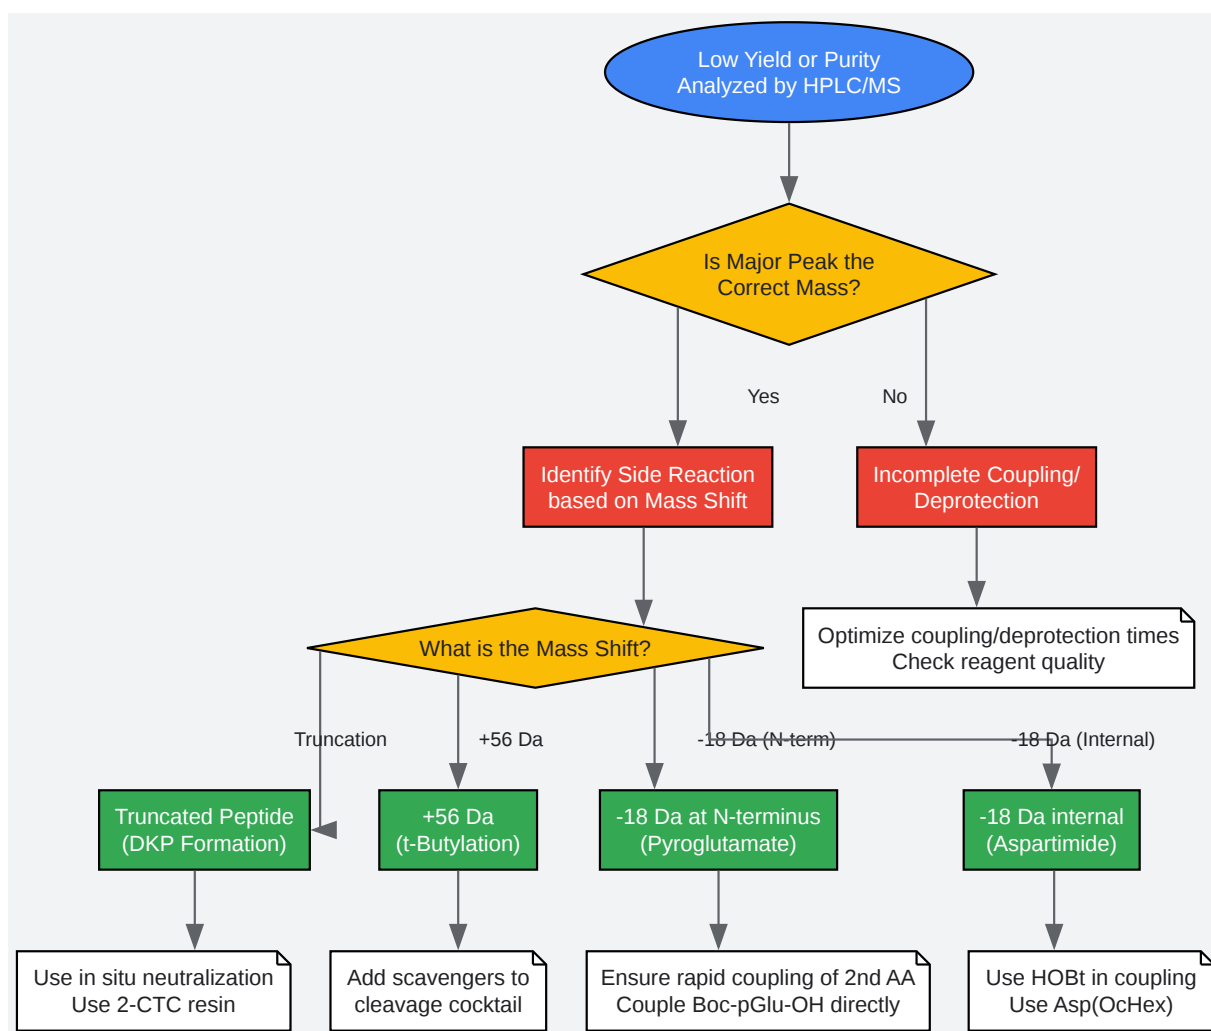 Low Yield or Purity
Analyzed by HPLC/MS
Is Major Peak the
Correct Mass?
Yes
No
Identify Side Reaction
based on Mass Shift
Incomplete Coupling/
Deprotection
Optimize coupling/deprotection times
Check reagent quality
What is the Mass Shift?
Truncation
+56 Da
-18 Da (N-term)
-18 Da (Internal)
Truncated Peptide
(DKP Formation)
+56 Da
(t-Butylation)
-18 Da at N-terminus
(Pyroglutamate)
-18 Da internal
(Aspartimide)
Use in situ neutralization
Use 2-CTC resin
Add scavengers to
cleavage cocktail
Ensure rapid coupling of 2nd AA
Couple Boc-pGlu-OH directly
Use HOBt in coupling
Use Asp(OcHex)